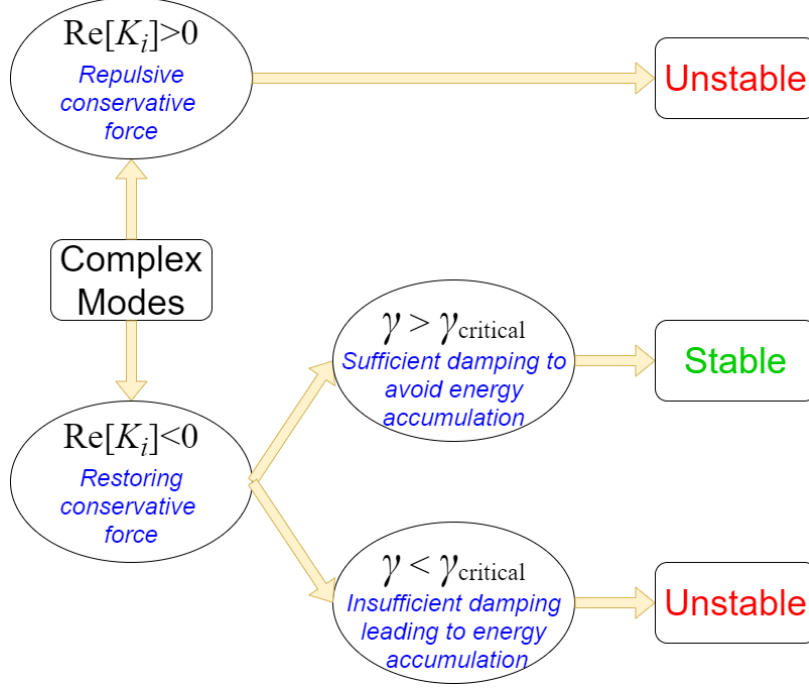 Re[K_i]>0
Repulsive
conservative
force
Unstable
Complex
Modes
γ > γ_critical
Sufficient damping to
avoid energy
accumulation
Stable
Re[K_i]<0
Restoring
conservative
force
γ < γ_critical
Insufficient damping
leading to energy
accumulation
Unstable